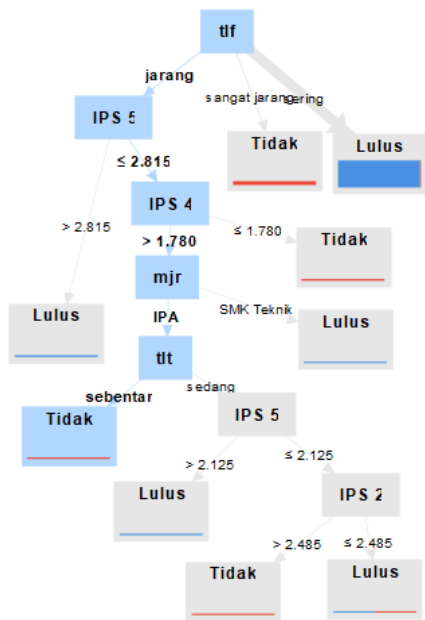 tlf
jarang
sangat jarang
sering
IPS 5
Tidak
Lulus
≤ 2.815
IPS 4
> 2.815
> 1.780
≤ 1.780
Tidak
mjr
Lulus
IPA
SMK Teknik
Lulus
tlt
sebentar
sedang
Tidak
IPS 5
> 2.125
≤ 2.125
Lulus
IPS 2
> 2.485
≤ 2.485
Tidak
Lulus